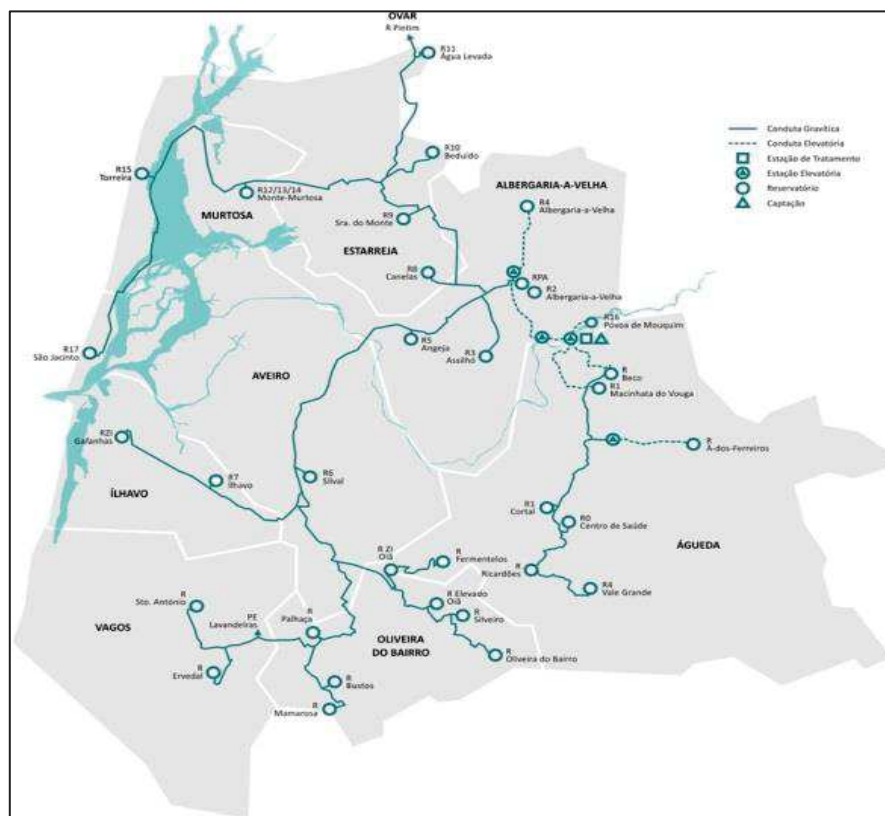 OVAR
R Pietim
R11
Água Levada
R10
Beduído
R15
Torreira
R12/13/14
Monte-Murtosa
MURTOSA
R9
Sra. do Monte
ESTARREJA
R8
Canelas
ALBERGARIA-A-VELHA
R4
Albergaria-a-Velha
RPA
R2
Albergaria-a-Velha
Conduta Gravítica
Conduta Elevatória
Estação de Tratamento
Estação Elevatória
Reservatório
Captação
R16
Póvoa de Mouquim
R5
Angeja
R3
Assilhó
R17
São Jacinto
AVEIRO
R
Beco
R1
Macinhata do Vouga
RZI
Gafanhas
R
A-dos-Ferreiros
R7
Ílhavo
R6
Silval
ÍLHAVO
R1
Cortal
R0
Centro de Saúde
ÁGUEDA
R ZI
Oiã
R
Fermentelos
R
Ricardões
R4
Vale Grande
R
Sto. António
VAGOS
PE
Lavandeiras
R
Palhaça
R Elevado
Oiã
R
Silveiro
OLIVEIRA
DO BAIRRO
R
Oliveira do Bairro
R
Ervedal
R
Bustos
R
Mamarosa